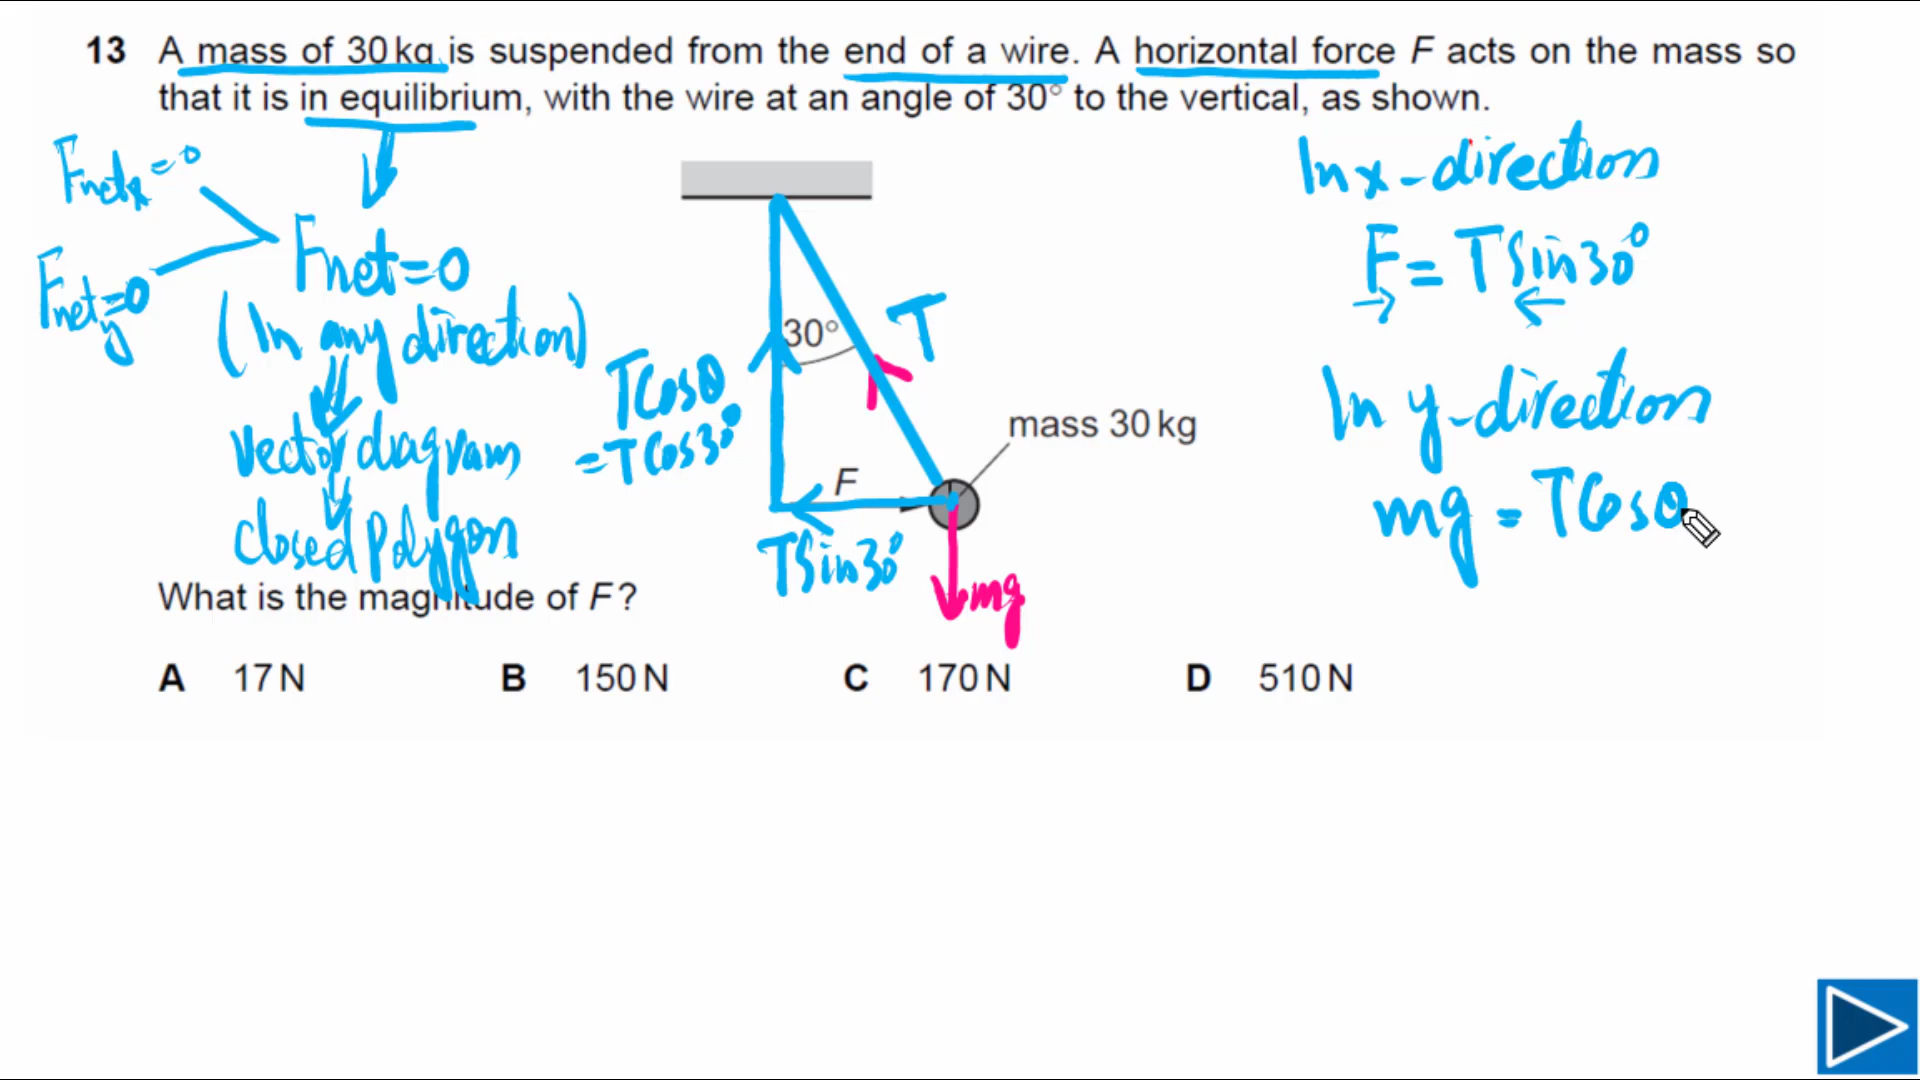 13 A mass of 30 kg is suspended from the end of a wire. A horizontal force F acts on the mass so
that it is in equilibrium, with the wire at an angle of 30° to the vertical, as shown.
Fnetx = 0
Fnety = 0
Fnet = 0
(In any direction)
vector diagram
closed polygon
30°
T
Tcosθ
= Tcos30°
mass 30 kg
F
Tsin30°
mg
In x-direction
F = Tsin30°
In y-direction
mg = Tcosθ
What is the magnitude of F?
A 17 N B 150 N C 170 N D 510 N